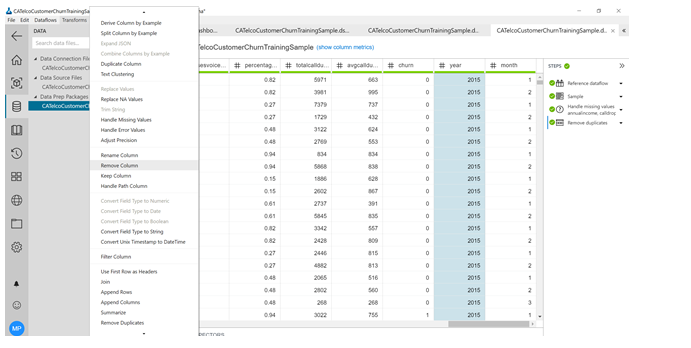 CATelcoCustomerChurnTrainingSam
File Edit Dataflows Transforms
DATA
Search data files...
Data Connection File
CATelcoCustomerCh
Data Source Files
CATelcoCustomerCh
Data Prep Packages
CATelcoCustomerCh
MP
Derive Column by Example
Split Column by Example
Expand JSON
Combine Columns by Example
Duplicate Column
Text Clustering
Replace Values
Replace NA Values
Trim String
Handle Missing Values
Handle Error Values
Adjust Precision
Rename Column
Remove Column
Keep Column
Handle Path Column
Convert Field Type to Numeric
Convert Field Type to Date
Convert Field Type to Boolean
Convert Field Type to String
Convert Unix Timestamp to DateTime
Filter Column
Use First Row as Headers
Join
Append Rows
Append Columns
Summarize
Remove Duplicates
ashbo... CATelcoCustomerChurnTrainingSample.ds... CATelcoCustomerChurnTrainingSample.d... CATelcoCustomerChurnTrainingSample.d...
elcoCustomerChurnTrainingSample (show column metrics)
esvoice... # percentag... # totalcalldu... # avgcalldu... # churn # year # month
0.82 5971 663 0 2015 1
0.82 3981 995 0 2015 2
0.27 7379 737 0 2015 1
0.27 1729 432 0 2015 2
0.48 3122 624 0 2015 1
0.48 2769 553 0 2015 2
0.94 834 834 0 2015 1
0.94 5868 838 0 2015 2
0.15 1886 628 0 2015 1
0.15 2602 867 0 2015 2
0.61 2737 391 0 2015 1
0.61 5845 835 0 2015 2
0.82 3342 557 0 2015 1
0.82 2428 809 0 2015 2
0.27 2446 815 0 2015 1
0.27 4882 813 0 2015 2
0.48 2065 516 0 2015 1
0.48 2802 560 0 2015 2
0.48 268 268 0 2015 3
0.94 3022 755 1 2015 1
PECTORS
STEPS
Reference dataflow
Sample
Handle missing values
annualincome, calldrop
Remove duplicates